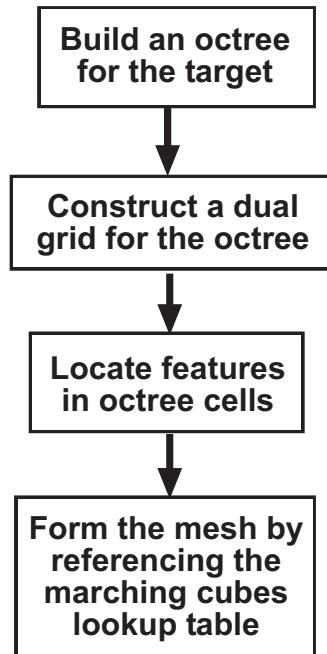 Build an octree
for the target
Construct a dual
grid for the octree
Locate features
in octree cells
Form the mesh by
referencing the
marching cubes
lookup table